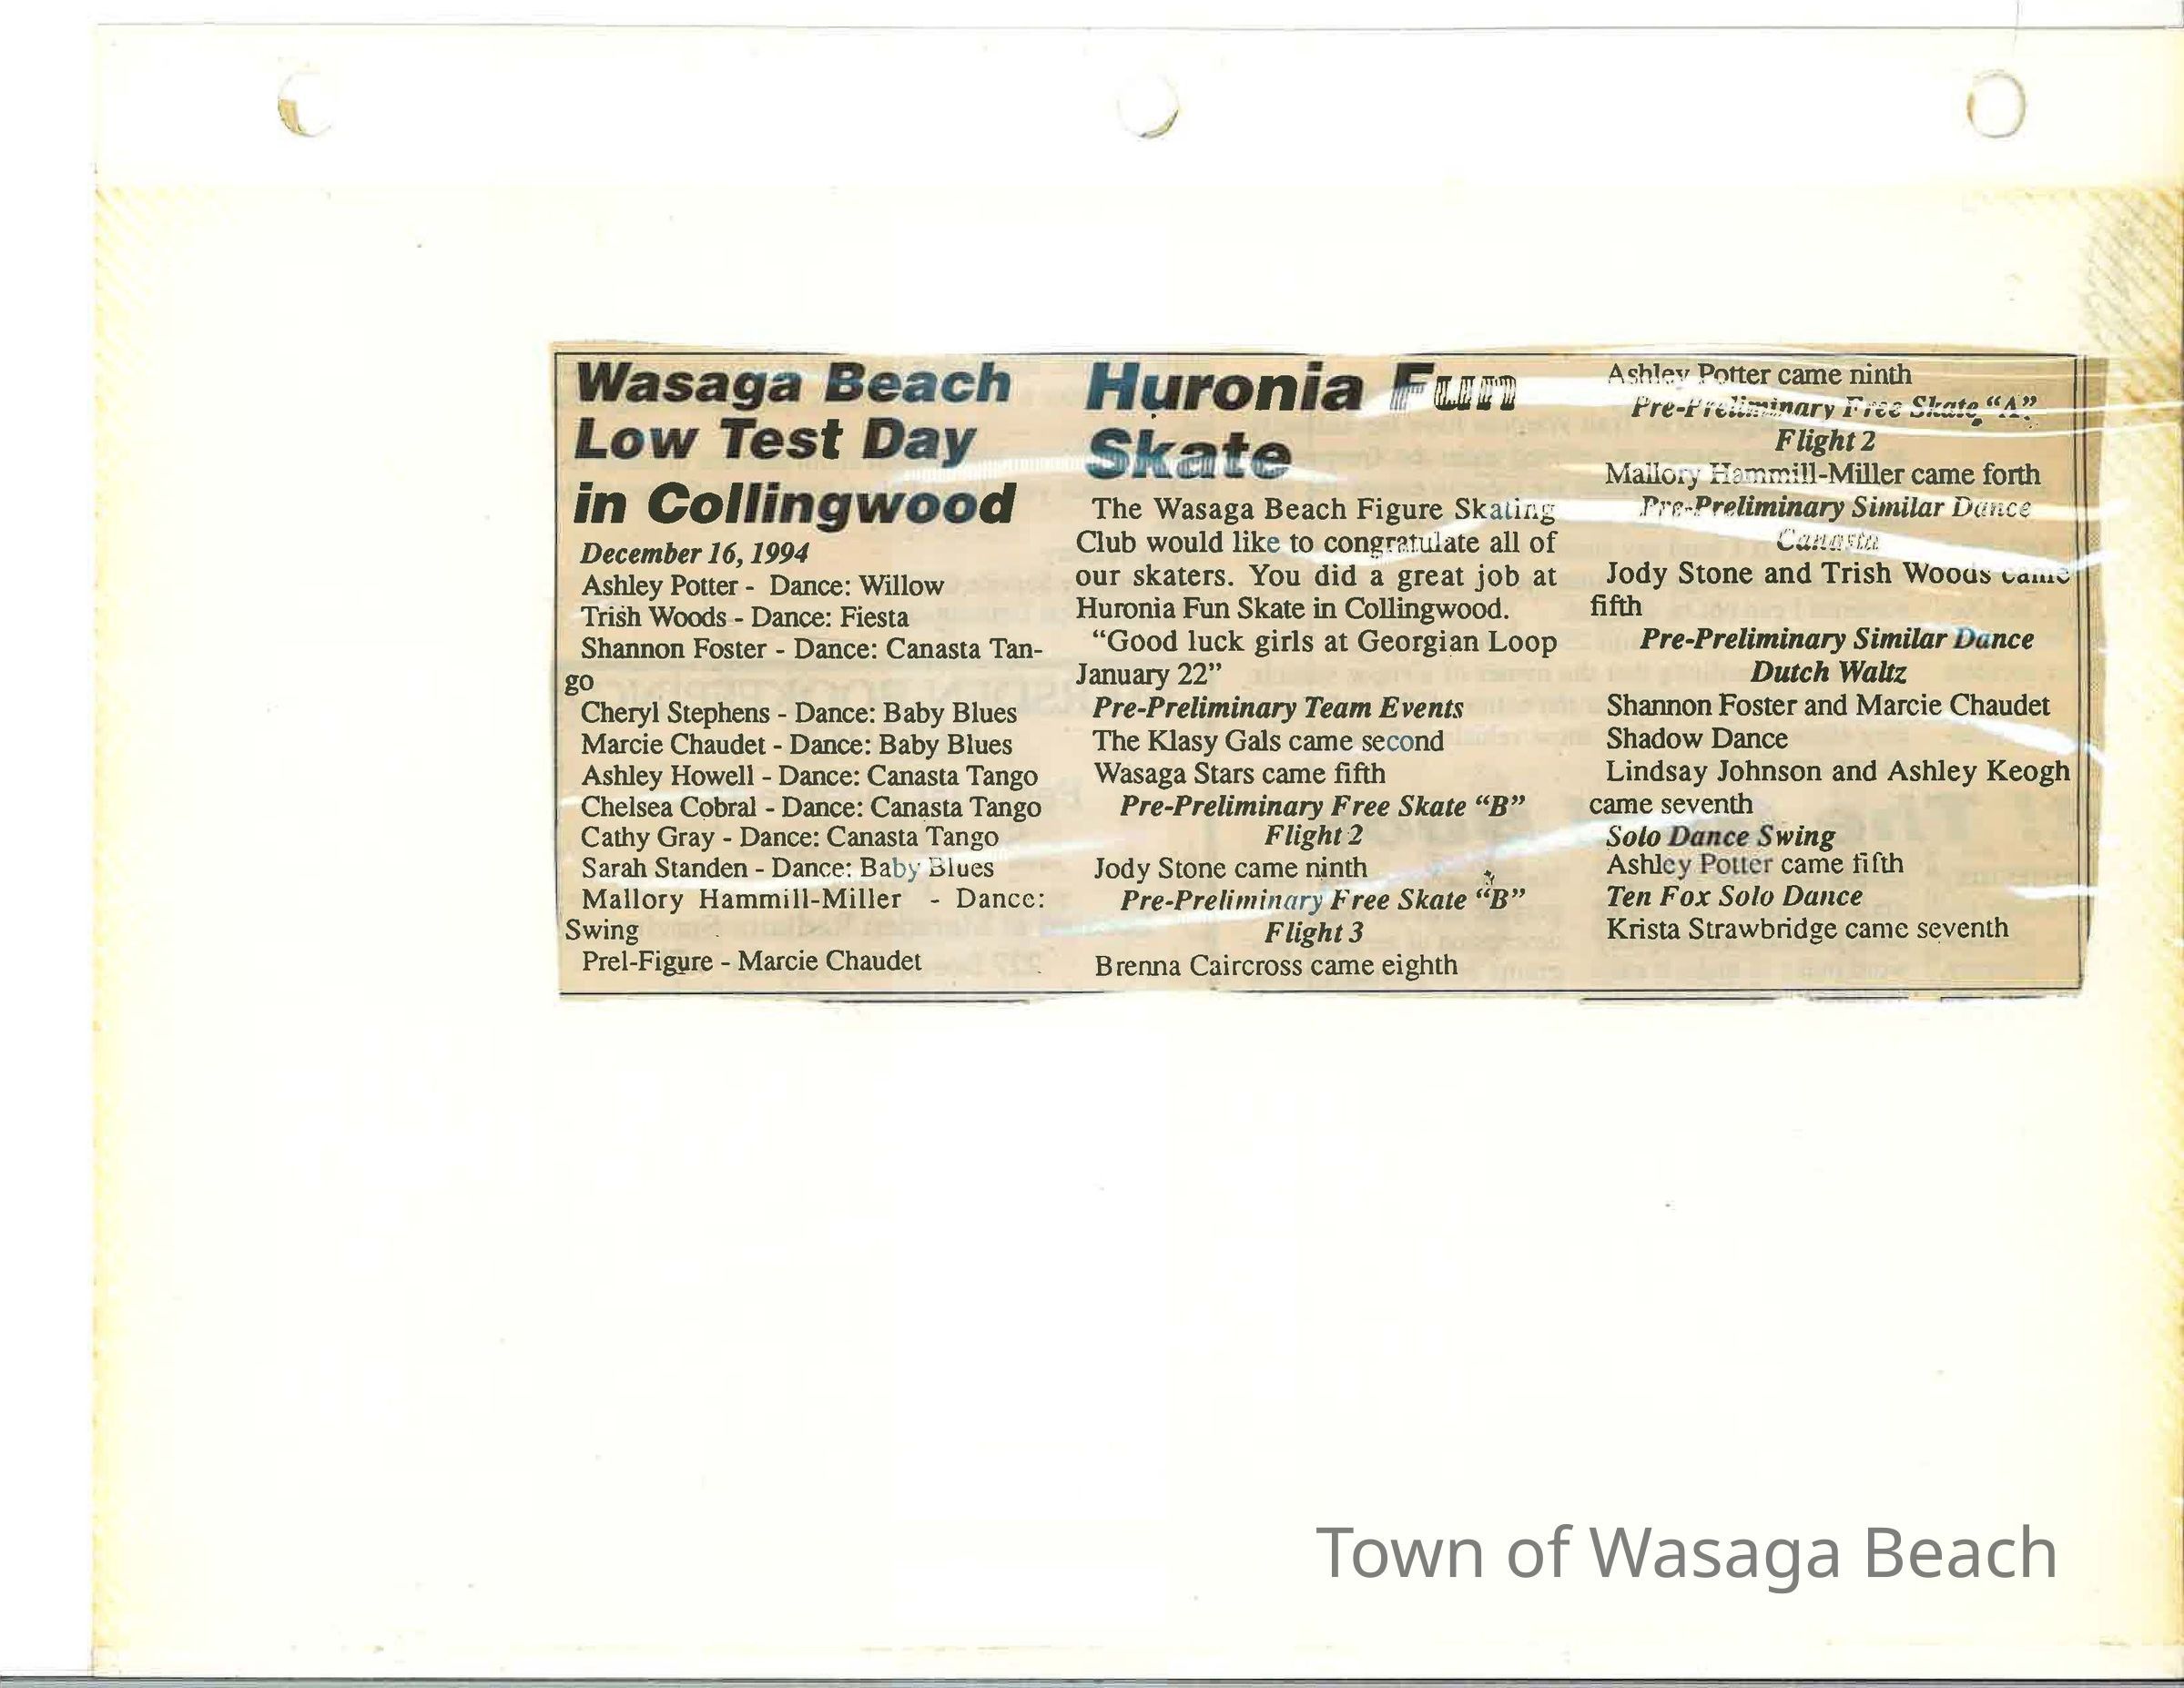 Wasaga Beach
Low Test Day
in Collingwood
December 16, 1994
Ashley Potter - Dance: Willow
Trish Woods - Dance: Fiesta
Shannon Foster - Dance: Canasta Tan-
go
Cheryl Stephens - Dance: Baby Blues
Marcie Chaudet - Dance: Baby Blues
Ashley Howell - Dance: Canasta Tango
Chelsea Cobral - Dance: Canasta Tango
Cathy Gray - Dance: Canasta Tango
Sarah Standen - Dance: Baby Blues
Mallory Hammill-Miller - Dance:
Swing
Prel-Figure - Marcie Chaudet
Huronia Fun
Skate
The Wasaga Beach Figure Skating
Club would like to congratulate all of
our skaters. You did a great job at
Huronia Fun Skate in Collingwood.
“Good luck girls at Georgian Loop
January 22”
Pre-Preliminary Team Events
The Klasy Gals came second
Wasaga Stars came fifth
Pre-Preliminary Free Skate “B”
Flight 2
Jody Stone came ninth
Pre-Preliminary Free Skate “B”
Flight 3
Brenna Caircross came eighth
Ashley Potter came ninth
Pre-Preliminary Free Skate “A”
Flight 2
Mallory Hammill-Miller came forth
Pre-Preliminary Similar Dance
Canasta
Jody Stone and Trish Woods came
fifth
Pre-Preliminary Similar Dance
Dutch Waltz
Shannon Foster and Marcie Chaudet
Shadow Dance
Lindsay Johnson and Ashley Keogh
came seventh
Solo Dance Swing
Ashley Potter came fifth
Ten Fox Solo Dance
Krista Strawbridge came seventh
Town of Wasaga Beach